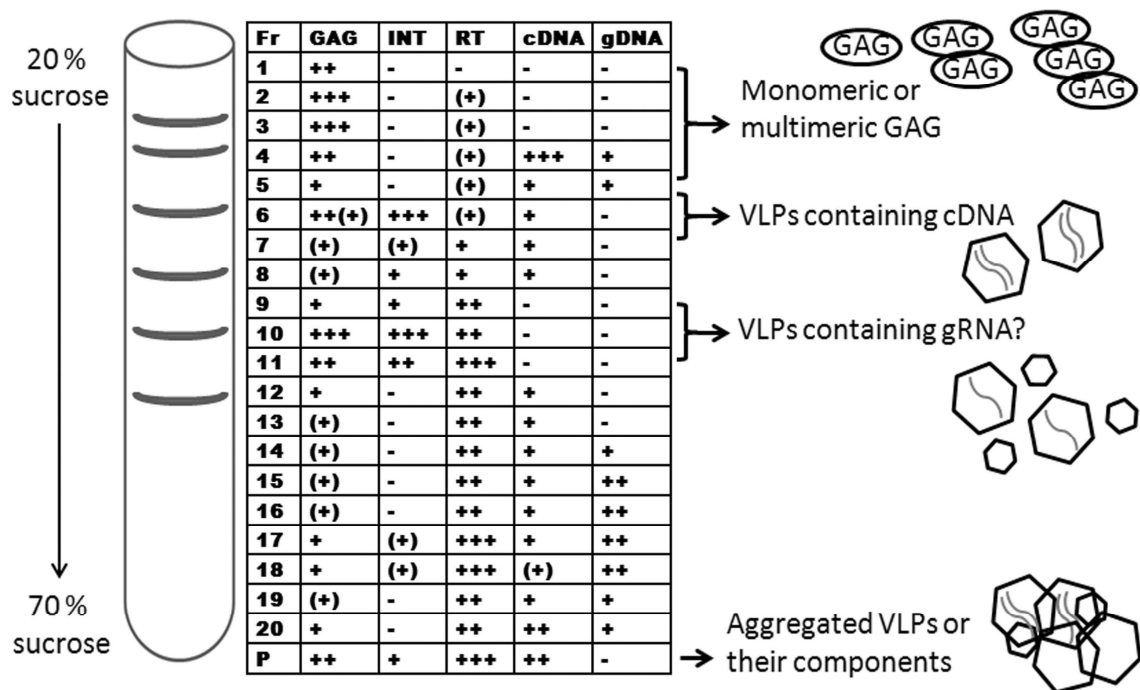 20%
sucrose
70%
sucrose
Fr GAG INT RT cDNA gDNA
1 ++ - - - -
2 +++ - (+) - -
3 +++ - (+) - -
4 ++ - (+) +++ +
5 + - (+) + +
6 ++(+) +++ (+) + -
7 (+) (+) + + -
8 (+) + + + -
9 + + ++ - -
10 +++ +++ ++ - -
11 ++ ++ +++ - -
12 + - ++ + -
13 (+) - ++ + -
14 (+) - ++ + +
15 (+) - ++ + ++
16 (+) - ++ + ++
17 + (+) +++ + ++
18 + (+) +++ (+) ++
19 (+) - ++ + +
20 + - ++ ++ +
P ++ + +++ ++ -
GAG
GAG
GAG
GAG
GAG
GAG
Monomeric or
multimeric GAG
VLPs containing cDNA
VLPs containing gRNA?
Aggregated VLPs or
their components